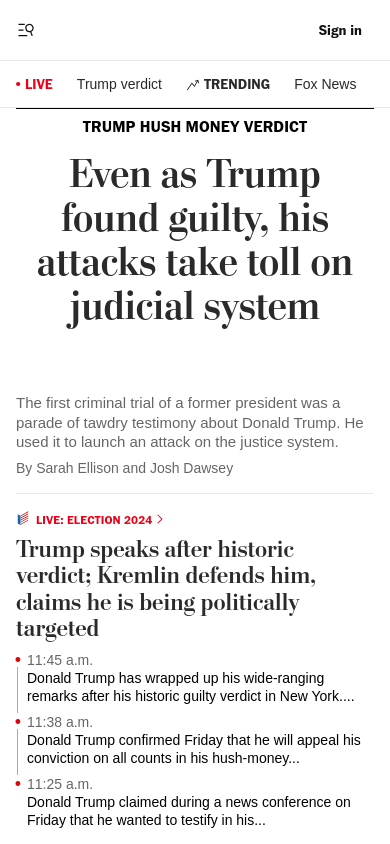 Sign in
LIVE Trump verdict TRENDING Fox News
TRUMP HUSH MONEY VERDICT
Even as Trump
found guilty, his
attacks take toll on
judicial system
The first criminal trial of a former president was a
parade of tawdry testimony about Donald Trump. He
used it to launch an attack on the justice system.
By Sarah Ellison and Josh Dawsey
LIVE: ELECTION 2024
Trump speaks after historic
verdict; Kremlin defends him,
claims he is being politically
targeted
11:45 a.m.
Donald Trump has wrapped up his wide-ranging
remarks after his historic guilty verdict in New York....
11:38 a.m.
Donald Trump confirmed Friday that he will appeal his
conviction on all counts in his hush-money...
11:25 a.m.
Donald Trump claimed during a news conference on
Friday that he wanted to testify in his...